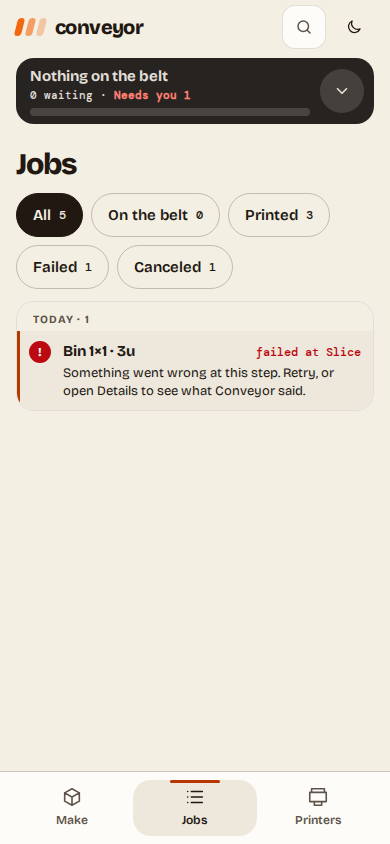 conveyor
Nothing on the belt
0 waiting · Needs you 1
Jobs
All 5
On the belt 0
Printed 3
Failed 1
Canceled 1
TODAY · 1
! Bin 1×1 · 3u failed at Slice
Something went wrong at this step. Retry, or
open Details to see what Conveyor said.
Make
Jobs
Printers